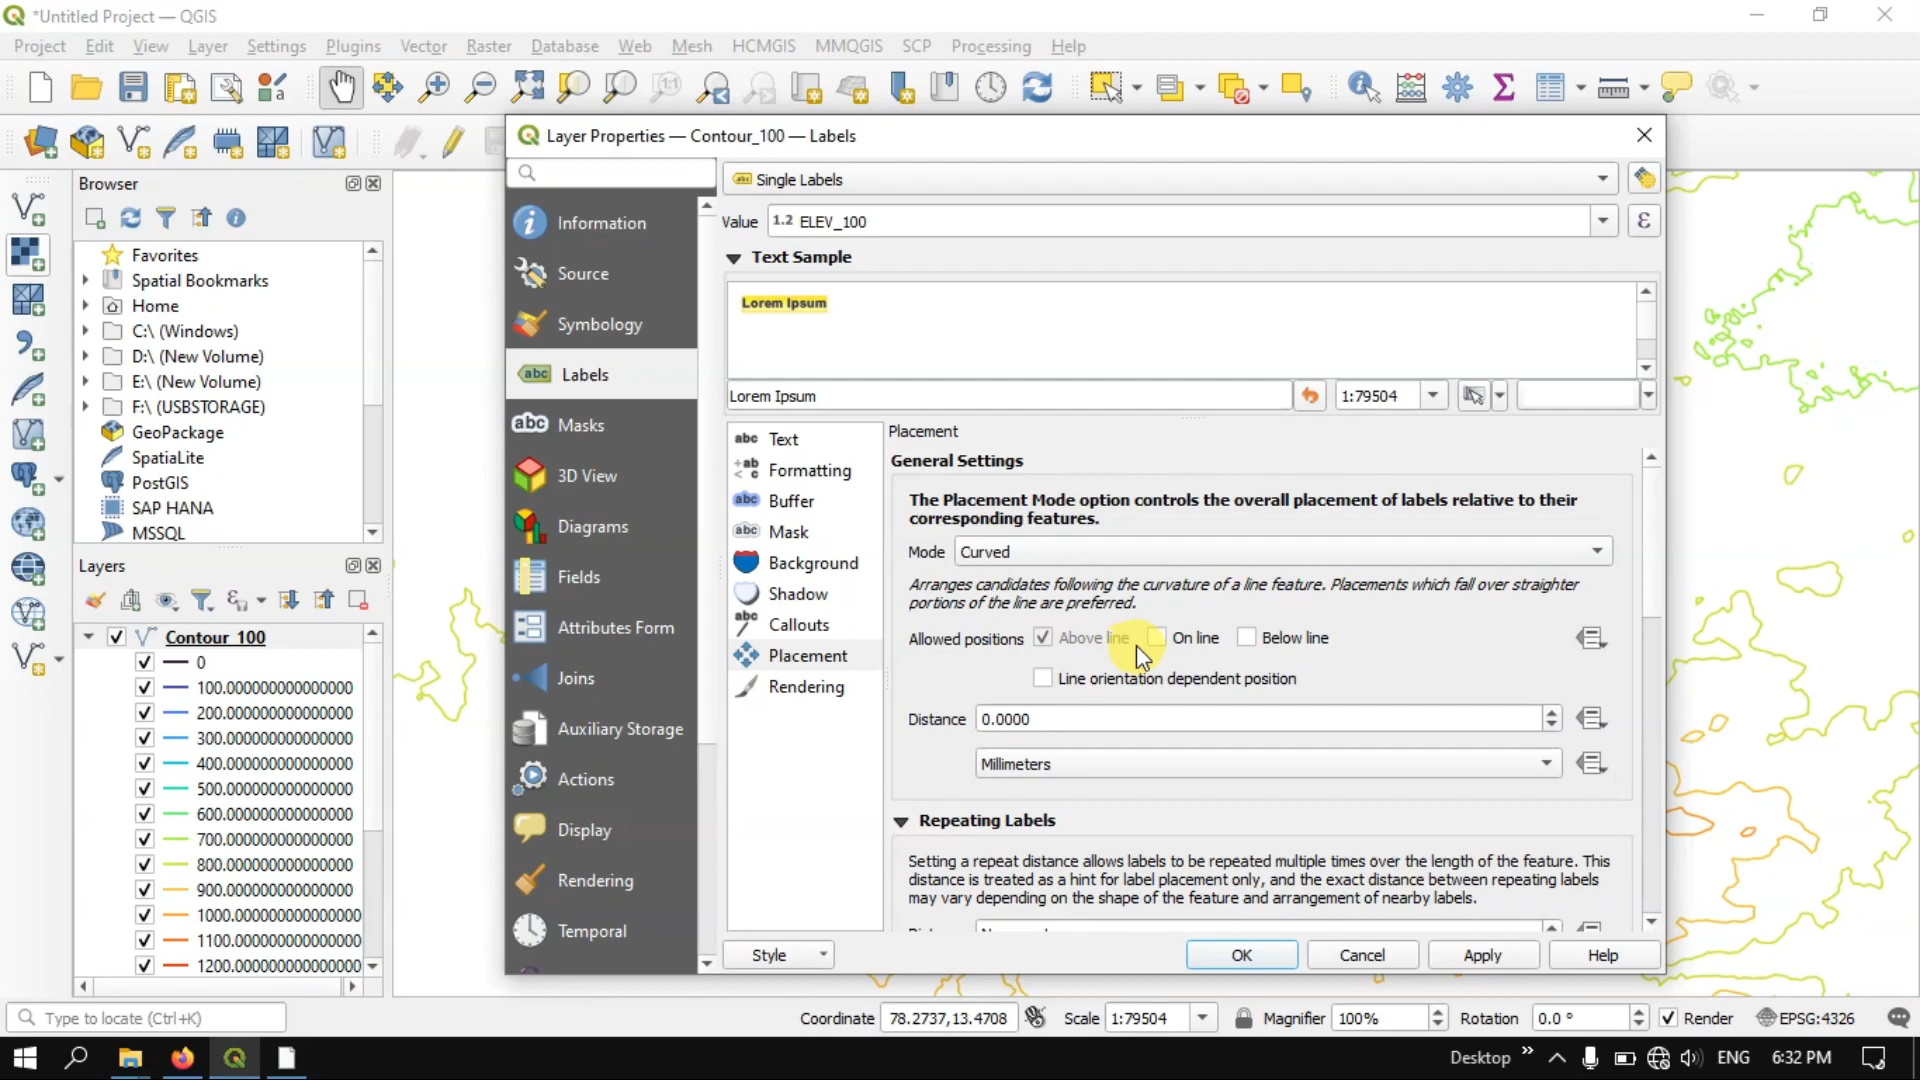 *Untitled Project — QGIS
Project Edit View Layer Settings Plugins Vector Raster Database Web Mesh HCMGIS MMQGIS SCP Processing Help
Layer Properties — Contour_100 — Labels
Browser
Favorites
Spatial Bookmarks
Home
C:\ (Windows)
D:\ (New Volume)
E:\ (New Volume)
F:\ (USBSTORAGE)
GeoPackage
SpatiaLite
PostGIS
SAP HANA
MSSQL
Layers
Contour_100
0
100.000000000000000
200.000000000000000
300.000000000000000
400.000000000000000
500.000000000000000
600.000000000000000
700.000000000000000
800.000000000000000
900.000000000000000
1000.000000000000000
1100.000000000000000
1200.000000000000000
Information
Source
Symbology
abc Labels
abc Masks
3D View
Diagrams
Fields
Attributes Form
Joins
Auxiliary Storage
Actions
Display
Rendering
Temporal
abc Single Labels
Value 1.2 ELEV_100 ε
Text Sample
Lorem Ipsum
Lorem Ipsum 1:79504
abc Text
+ab < c Formatting
abc Buffer
abc Mask
Background
Shadow
abc Callouts
Placement
Rendering
Placement
General Settings
The Placement Mode option controls the overall placement of labels relative to their
corresponding features.
Mode Curved
Arranges candidates following the curvature of a line feature. Placements which fall over straighter
portions of the line are preferred.
Allowed positions Above line On line Below line
Line orientation dependent position
Distance 0.0000
Millimeters
Repeating Labels
Setting a repeat distance allows labels to be repeated multiple times over the length of the feature. This
distance is treated as a hint for label placement only, and the exact distance between repeating labels
may vary depending on the shape of the feature and arrangement of nearby labels.
Style OK Cancel Apply Help
Type to locate (Ctrl+K) Coordinate 78.2737,13.4708 Scale 1:79504 Magnifier 100% Rotation 0.0 ° Render EPSG:4326
Desktop » ENG 6:32 PM